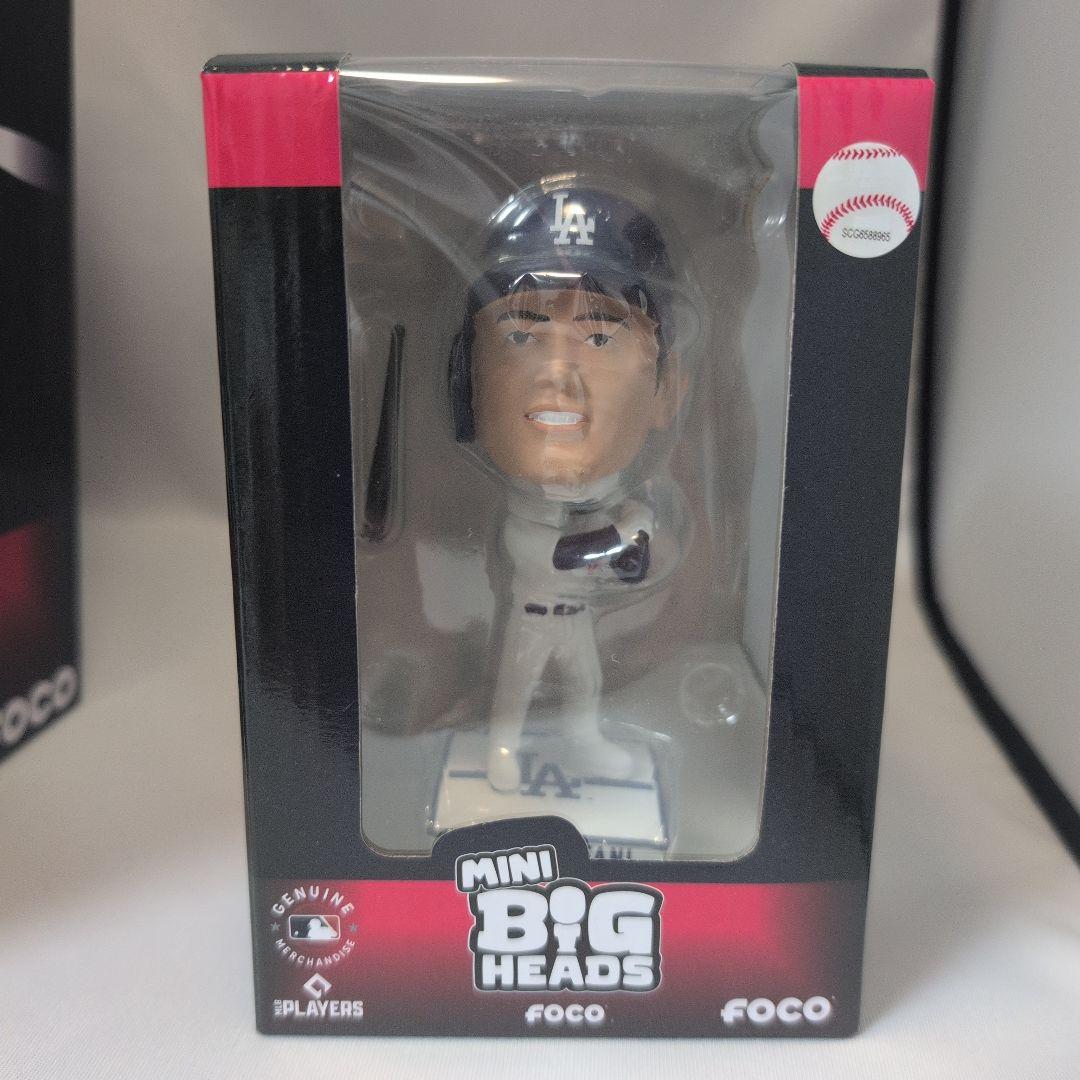 LA
SCG6588965
LA
MINI
BIG
HEADS
FOCO
GENUINE
MERCHANDISE
MLB PLAYERS
FOCO
FOCO